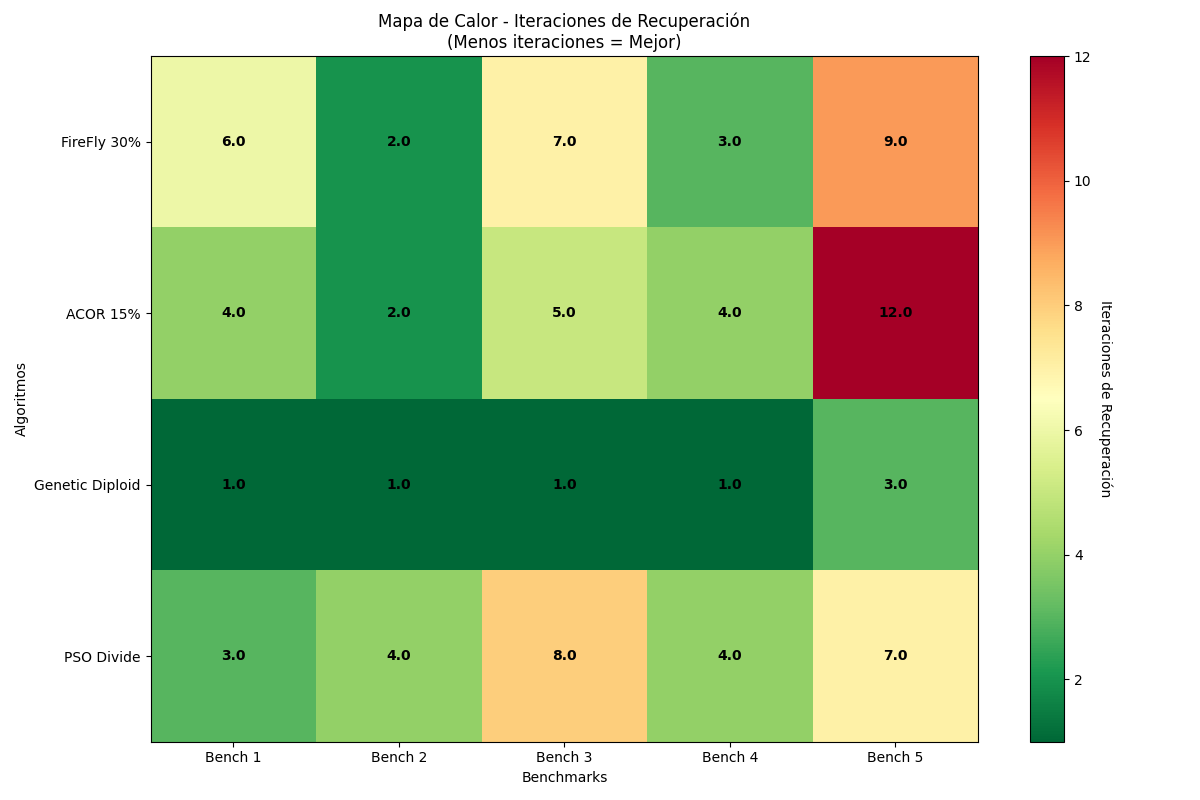 Mapa de Calor - Iteraciones de Recuperación
(Menos iteraciones = Mejor)
Algoritmos
FireFly 30%
6.0
2.0
7.0
3.0
9.0
ACOR 15%
4.0
2.0
5.0
4.0
12.0
Genetic Diploid
1.0
1.0
1.0
1.0
3.0
PSO Divide
3.0
4.0
8.0
4.0
7.0
Bench 1
Bench 2
Bench 3
Bench 4
Bench 5
Benchmarks
12
10
8
6
4
2
Iteraciones de Recuperación